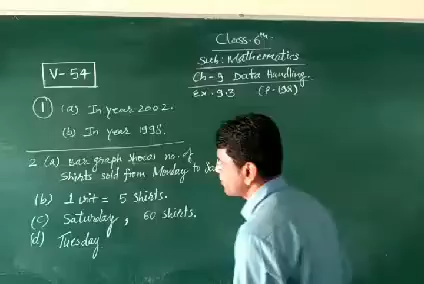 Class. 6th.
Sub: Mathematics
Ch-9 Data Handling.
Ex. 9.3 (P-198)
V-54
1 (a) In year 2002.
(b) In year 1998.
2 (a) Bar graph shows no. of
shirts sold from Monday to
(b) 1 unit = 5 shirts.
(c) Saturday, 60 shirts.
(d) Tuesday